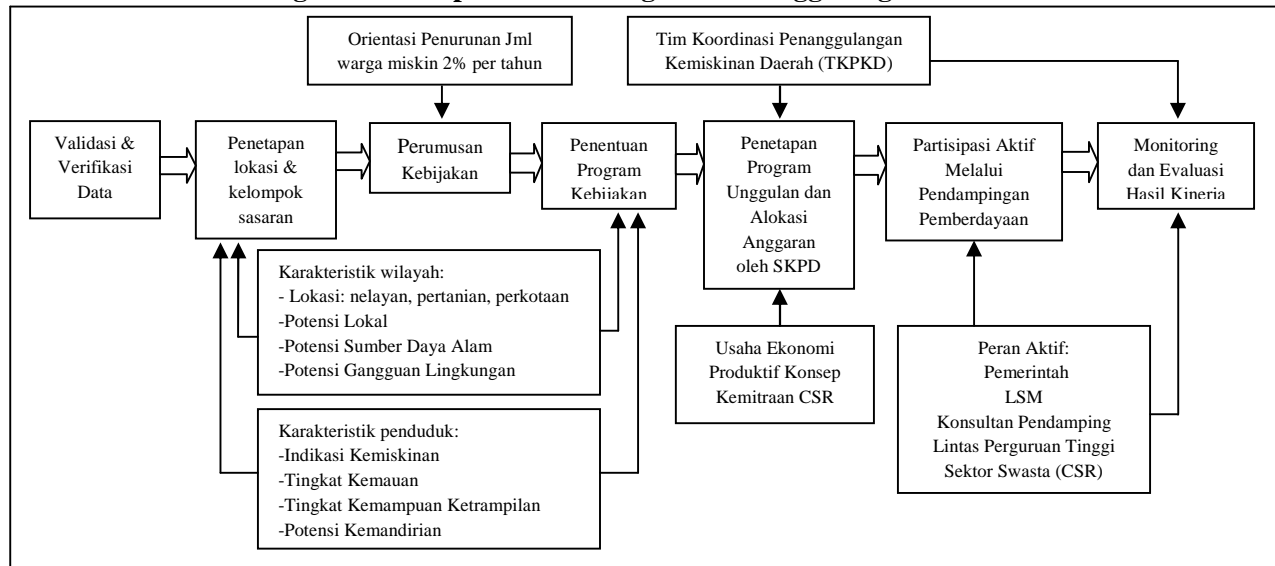 Orientasi Penurunan Jml
warga miskin 2% per tahun
Tim Koordinasi Penanggulangan
Kemiskinan Daerah (TKPKD)
Validasi &
Verifikasi
Data
Penetapan
lokasi &
kelompok
sasaran
Perumusan
Kebijakan
Penentuan
Program
Kebijakan
Penetapan
Program
Unggulan dan
Alokasi
Anggaran
oleh SKPD
Partisipasi Aktif
Melalui
Pendampingan
Pemberdayaan
Monitoring
dan Evaluasi
Hasil Kinerja
Karakteristik wilayah:
- Lokasi: nelayan, pertanian, perkotaan
-Potensi Lokal
-Potensi Sumber Daya Alam
-Potensi Gangguan Lingkungan
Karakteristik penduduk:
-Indikasi Kemiskinan
-Tingkat Kemauan
-Tingkat Kemampuan Ketrampilan
-Potensi Kemandirian
Usaha Ekonomi
Produktif Konsep
Kemitraan CSR
Peran Aktif:
Pemerintah
LSM
Konsultan Pendamping
Lintas Perguruan Tinggi
Sektor Swasta (CSR)